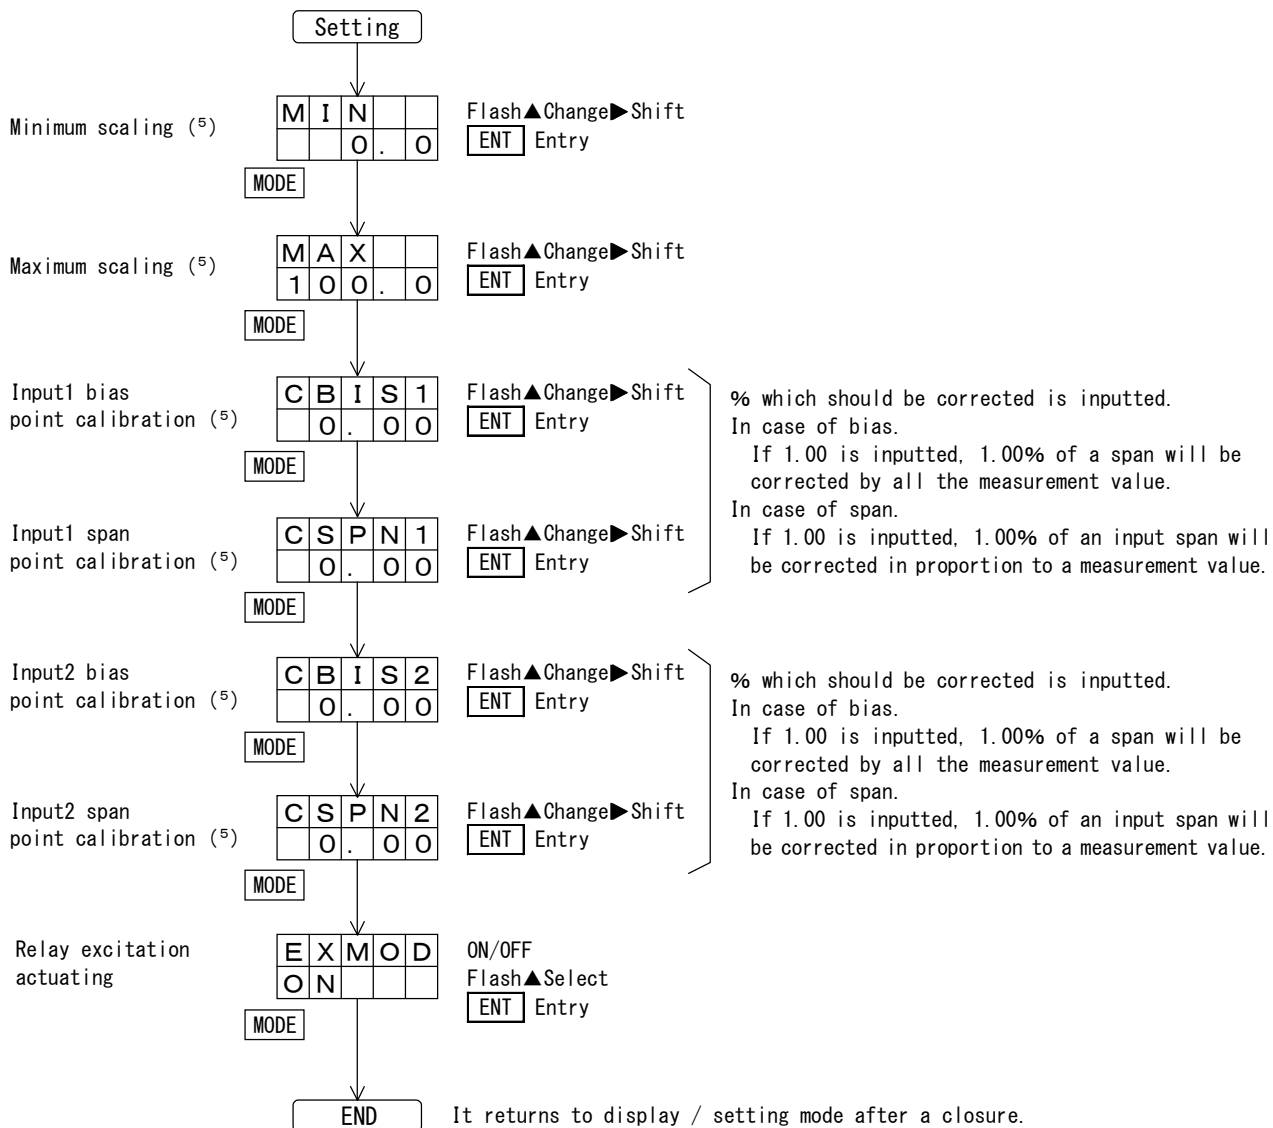 Setting
Minimum scaling (⁵)
MIN
0.0
Flash▲Change▶Shift
ENT Entry
MODE
Maximum scaling (⁵)
MAX
100.0
Flash▲Change▶Shift
ENT Entry
MODE
Input1 bias
point calibration (⁵)
CBIS1
0.00
Flash▲Change▶Shift
ENT Entry
MODE
Input1 span
point calibration (⁵)
CSPN1
0.00
Flash▲Change▶Shift
ENT Entry
MODE
% which should be corrected is inputted.
In case of bias.
If 1.00 is inputted, 1.00% of a span will be
corrected by all the measurement value.
In case of span.
If 1.00 is inputted, 1.00% of an input span will
be corrected in proportion to a measurement value.
Input2 bias
point calibration (⁵)
CBIS2
0.00
Flash▲Change▶Shift
ENT Entry
MODE
Input2 span
point calibration (⁵)
CSPN2
0.00
Flash▲Change▶Shift
ENT Entry
MODE
% which should be corrected is inputted.
In case of bias.
If 1.00 is inputted, 1.00% of a span will be
corrected by all the measurement value.
In case of span.
If 1.00 is inputted, 1.00% of an input span will
be corrected in proportion to a measurement value.
Relay excitation
actuating
EXMOD
ON
ON/OFF
Flash▲Select
ENT Entry
MODE
END
It returns to display / setting mode after a closure.